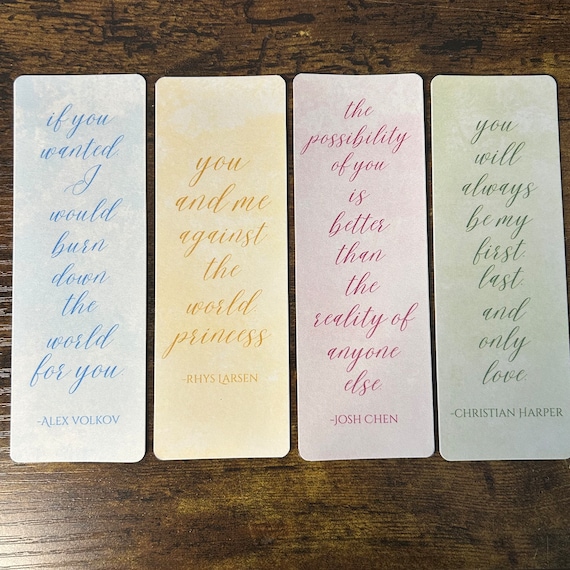 if you
wanted
I
would
burn
down
the
world
for you
-Alex Volkov
you
and me
against
the
world
princess
-Rhys Larsen
the
possibility
of you
is
better
than
the
reality of
anyone
else
-Josh Chen
you
will
always
be my
first.
last.
and
only
love.
-Christian Harper